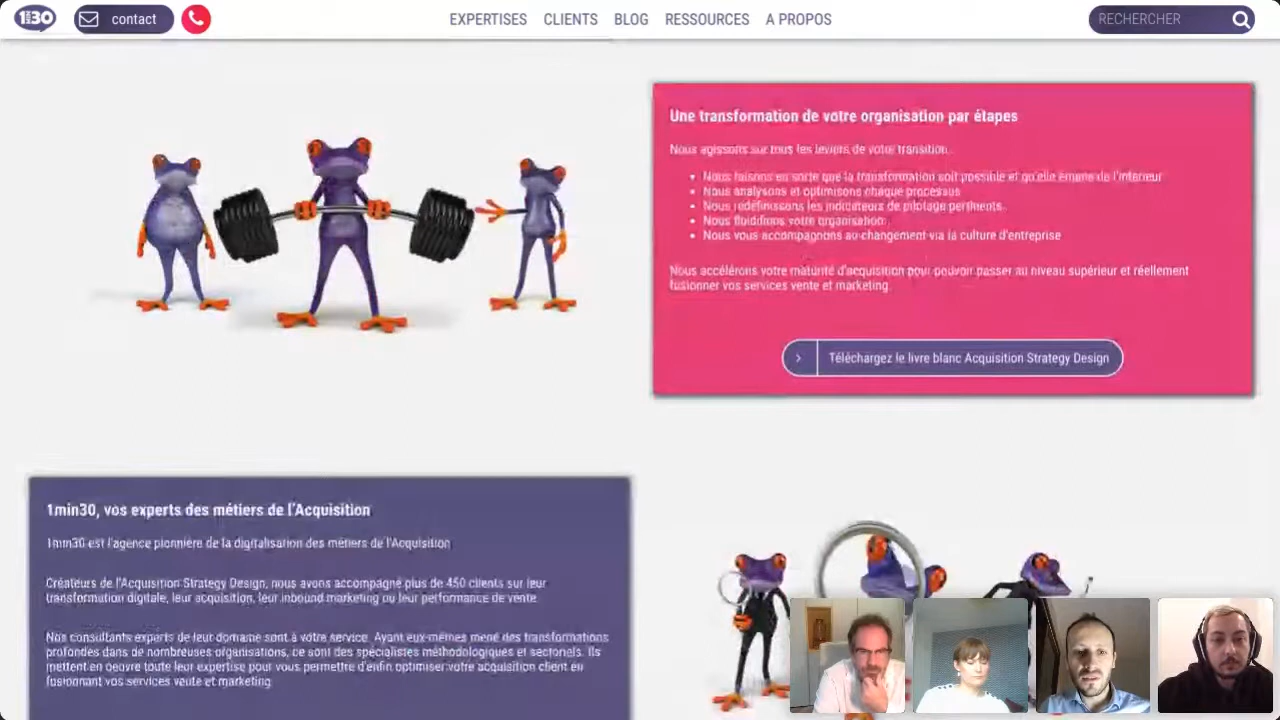 1min30
contact
EXPERTISES CLIENTS BLOG RESSOURCES A PROPOS
RECHERCHER
Une transformation de votre organisation par étapes
Nous agissons sur tous les leviers de votre transition.
Nous faisons en sorte que la transformation soit possible et qu'elle émane de l'intérieur
Nous analysons et optimisons chaque processus
Nous redéfinissons les indicateurs de pilotage pertinents.
Nous fluidifions votre organisation.
Nous vous accompagnons au changement via la culture d'entreprise
Nous accélérons votre maturité d'acquisition pour pouvoir passer au niveau supérieur et réellement
fusionner vos services vente et marketing.
Téléchargez le livre blanc Acquisition Strategy Design
1min30, vos experts des métiers de l'Acquisition
1min30 est l'agence pionnière de la digitalisation des métiers de l'Acquisition
Créateurs de l'Acquisition Strategy Design, nous avons accompagné plus de 450 clients sur leur
transformation digitale, leur acquisition, leur inbound marketing ou leur performance de vente.
Nos consultants experts de leur domaine sont à votre service. Ayant eux-mêmes mené des transformations
profondes dans de nombreuses organisations, ce sont des spécialistes méthodologiques et sectoriels. Ils
mettent en oeuvre toute leur expertise pour vous permettre d'enfin optimiser votre acquisition client en
fusionnant vos services vente et marketing.